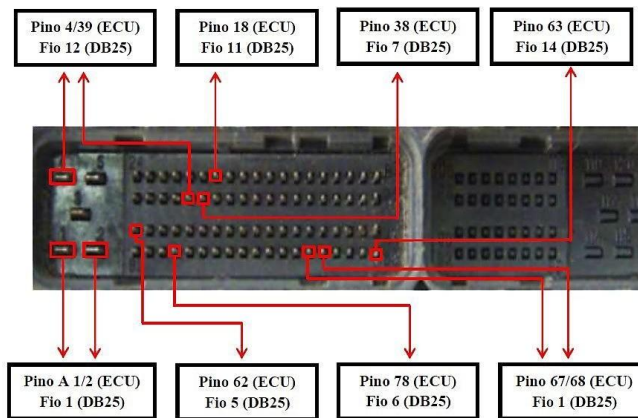 Pino 4/39 (ECU)
Fio 12 (DB25)
Pino 18 (ECU)
Fio 11 (DB25)
Pino 38 (ECU)
Fio 7 (DB25)
Pino 63 (ECU)
Fio 14 (DB25)
Pino A 1/2 (ECU)
Fio 1 (DB25)
Pino 62 (ECU)
Fio 5 (DB25)
Pino 78 (ECU)
Fio 6 (DB25)
Pino 67/68 (ECU)
Fio 1 (DB25)